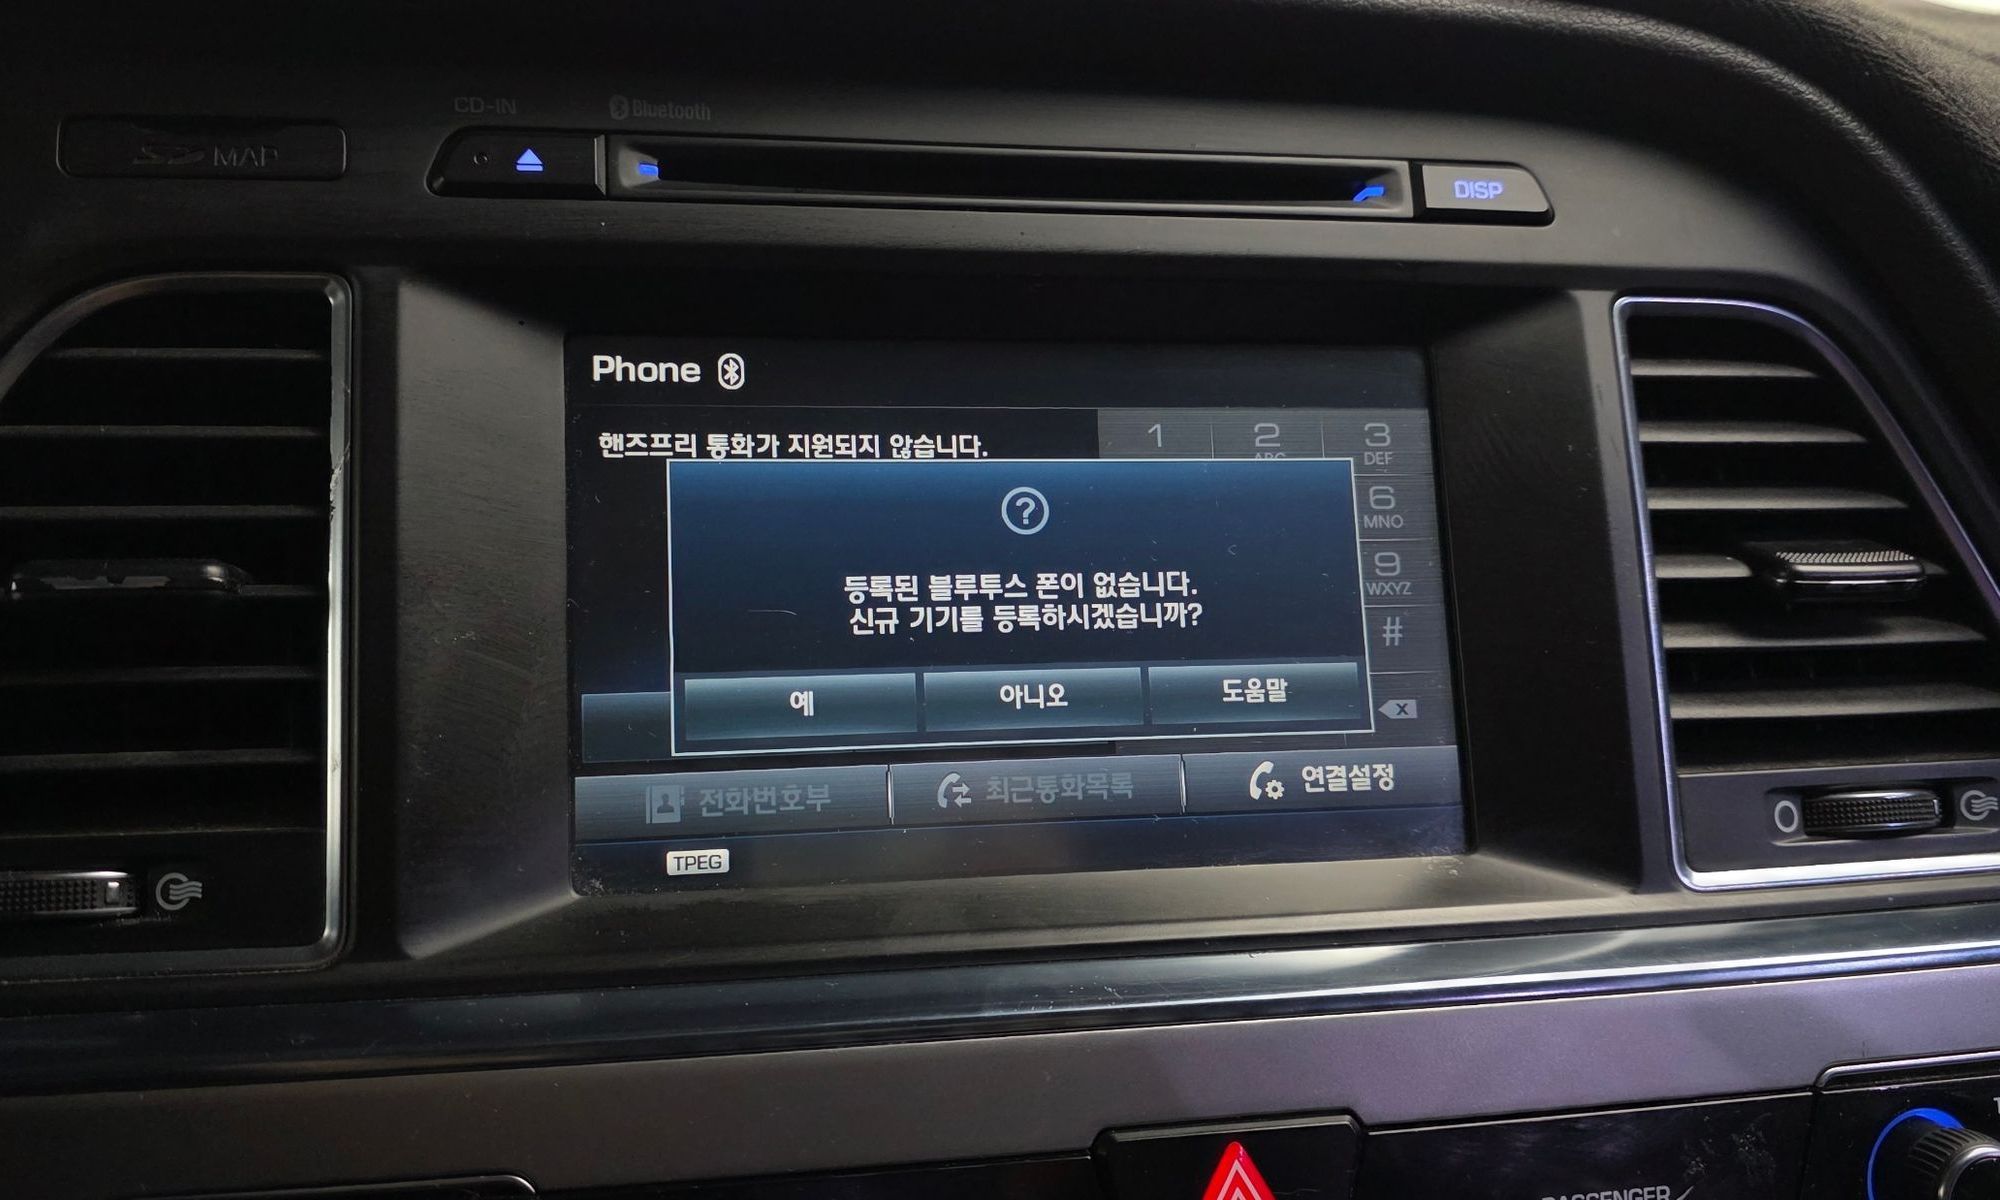 CD-IN
Bluetooth
SD MAP
DISP
Phone
핸즈프리 통화가 지원되지 않습니다.
1
2
ABC
3
DEF
6
MNO
9
WXYZ
#
?
등록된 블루투스 폰이 없습니다.
신규 기기를 등록하시겠습니까?
예
아니오
도움말
X
전화번호부
최근통화목록
연결설정
TPEG
PASSENGER